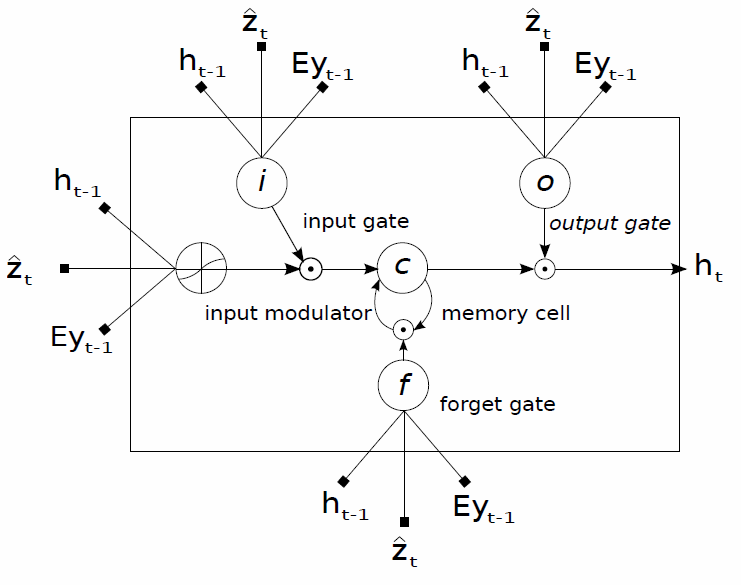 ẑt ẑt
ht-1 Eyt-1 ht-1 Eyt-1
i o
ht-1
input gate output gate
ẑt c ht
input modulator memory cell
Eyt-1
f
forget gate
ht-1 Eyt-1
ẑt